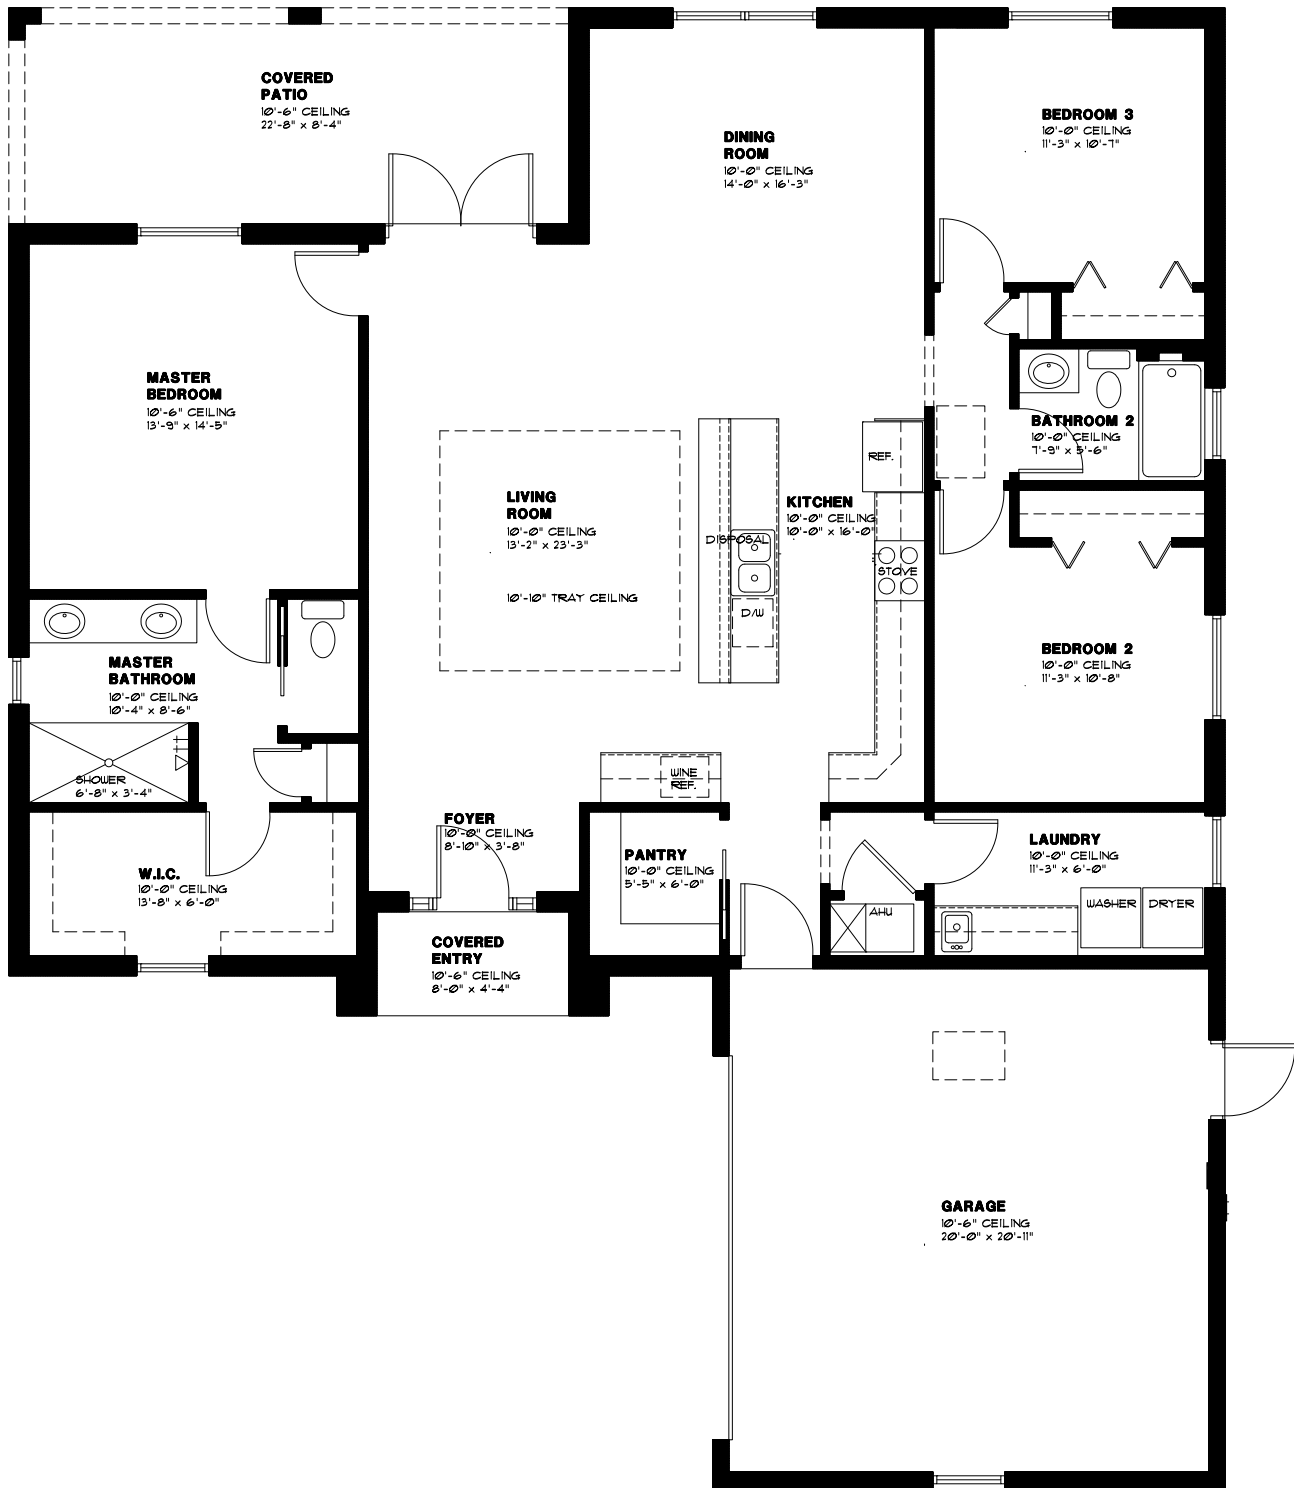 COVERED
PATIO
10'-6" CEILING
22'-8" x 8'-4"
DINING
ROOM
10'-0" CEILING
14'-0" x 16'-3"
BEDROOM 3
10'-0" CEILING
11'-3" x 10'-7"
MASTER
BEDROOM
10'-6" CEILING
13'-9" x 14'-5"
BATHROOM 2
10'-0" CEILING
7'-9" x 5'-6"
REF.
LIVING
ROOM
10'-0" CEILING
13'-2" x 23'-3"
10'-10" TRAY CEILING
KITCHEN
10'-0" CEILING
10'-0" x 16'-0"
DISPOSAL
STOVE
D/W
BEDROOM 2
10'-0" CEILING
11'-3" x 10'-8"
MASTER
BATHROOM
10'-0" CEILING
10'-4" x 8'-6"
SHOWER
6'-8" x 3'-4"
WINE
REF.
FOYER
10'-0" CEILING
8'-10" x 3'-8"
PANTRY
10'-0" CEILING
5'-5" x 6'-0"
LAUNDRY
10'-0" CEILING
11'-3" x 6'-0"
W.I.C.
10'-0" CEILING
13'-8" x 6'-0"
AHU
WASHER
DRYER
COVERED
ENTRY
10'-6" CEILING
8'-0" x 4'-4"
GARAGE
10'-6" CEILING
20'-0" x 20'-11"